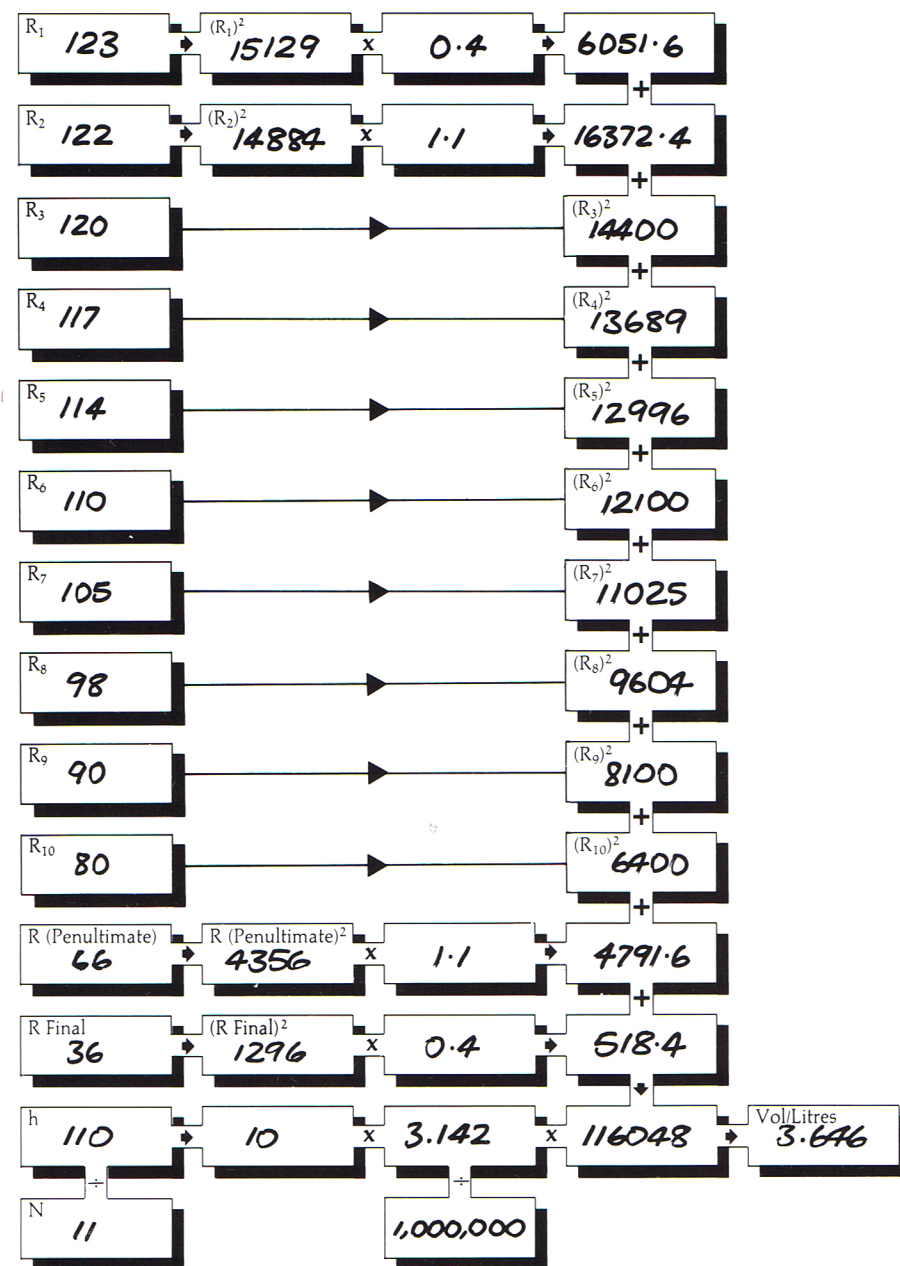 R1 123 (R1)² 15129 x 0·4 6051·6
+
R2 122 (R2)² 14884 x 1·1 16372·4
+
R3 120 (R3)² 14400
+
R4 117 (R4)² 13689
+
R5 114 (R5)² 12996
+
R6 110 (R6)² 12100
+
R7 105 (R7)² 11025
+
R8 98 (R8)² 9604
+
R9 90 (R9)² 8100
+
R10 80 (R10)² 6400
+
R (Penultimate) R (Penultimate)²
66 4356 x 1·1 4791·6
+
R Final (R Final)²
36 1296 x 0·4 518·4
h Vol/Litres
110 10 x 3.142 x 116048 3.646
÷ ÷
N 11 1,000,000